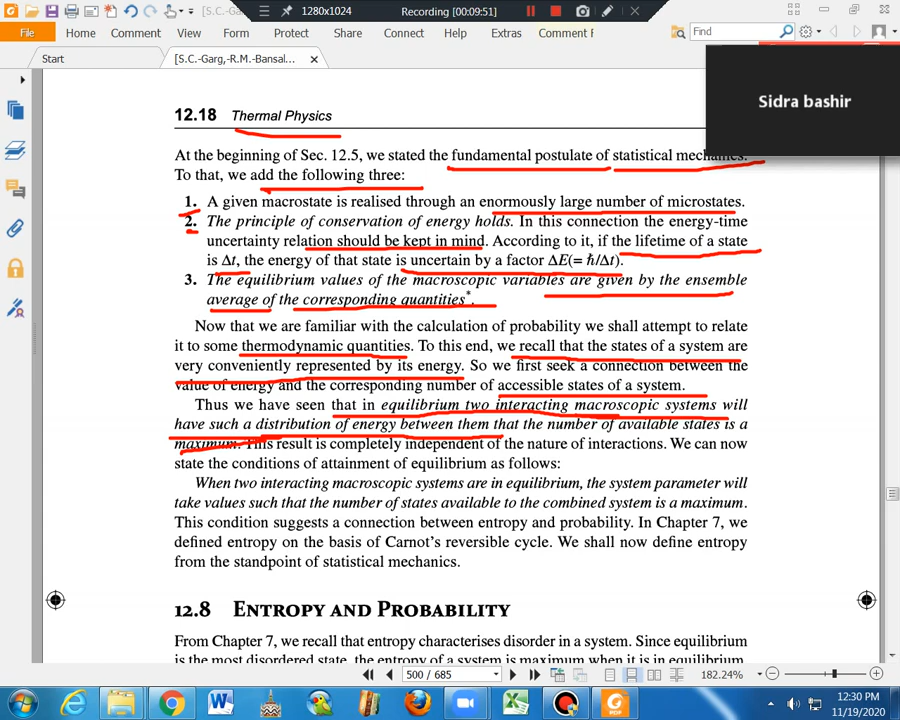 [S.C.-G
1280x1024
Recording [00:09:51]
File Home Comment View Form Protect Share Connect Help Extras Comment F
Find
Start
[S.C.-Garg,-R.M.-Bansal...
Sidra bashir
12.18 Thermal Physics
At the beginning of Sec. 12.5, we stated the fundamental postulate of statistical mechanics.
To that, we add the following three:
1. A given macrostate is realised through an enormously large number of microstates.
2. The principle of conservation of energy holds. In this connection the energy-time
uncertainty relation should be kept in mind. According to it, if the lifetime of a state
is Δt, the energy of that state is uncertain by a factor ΔE(= ℏ/Δt).
3. The equilibrium values of the macroscopic variables are given by the ensemble
average of the corresponding quantities*.
Now that we are familiar with the calculation of probability we shall attempt to relate
it to some thermodynamic quantities. To this end, we recall that the states of a system are
very conveniently represented by its energy. So we first seek a connection between the
value of energy and the corresponding number of accessible states of a system.
Thus we have seen that in equilibrium two interacting macroscopic systems will
have such a distribution of energy between them that the number of available states is a
maximum. This result is completely independent of the nature of interactions. We can now
state the conditions of attainment of equilibrium as follows:
When two interacting macroscopic systems are in equilibrium, the system parameter will
take values such that the number of states available to the combined system is a maximum.
This condition suggests a connection between entropy and probability. In Chapter 7, we
defined entropy on the basis of Carnot's reversible cycle. We shall now define entropy
from the standpoint of statistical mechanics.
12.8 ENTROPY AND PROBABILITY
From Chapter 7, we recall that entropy characterises disorder in a system. Since equilibrium
is the most disordered state, the entropy of a system is maximum when it is in equilibrium.
500 / 685
182.24%
12:30 PM
11/19/2020